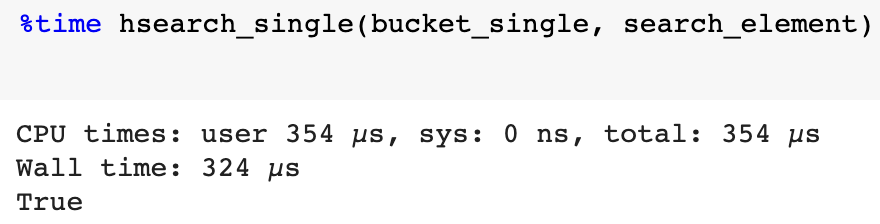 %time hsearch_single(bucket_single, search_element)
CPU times: user 354 µs, sys: 0 ns, total: 354 µs
Wall time: 324 µs
True